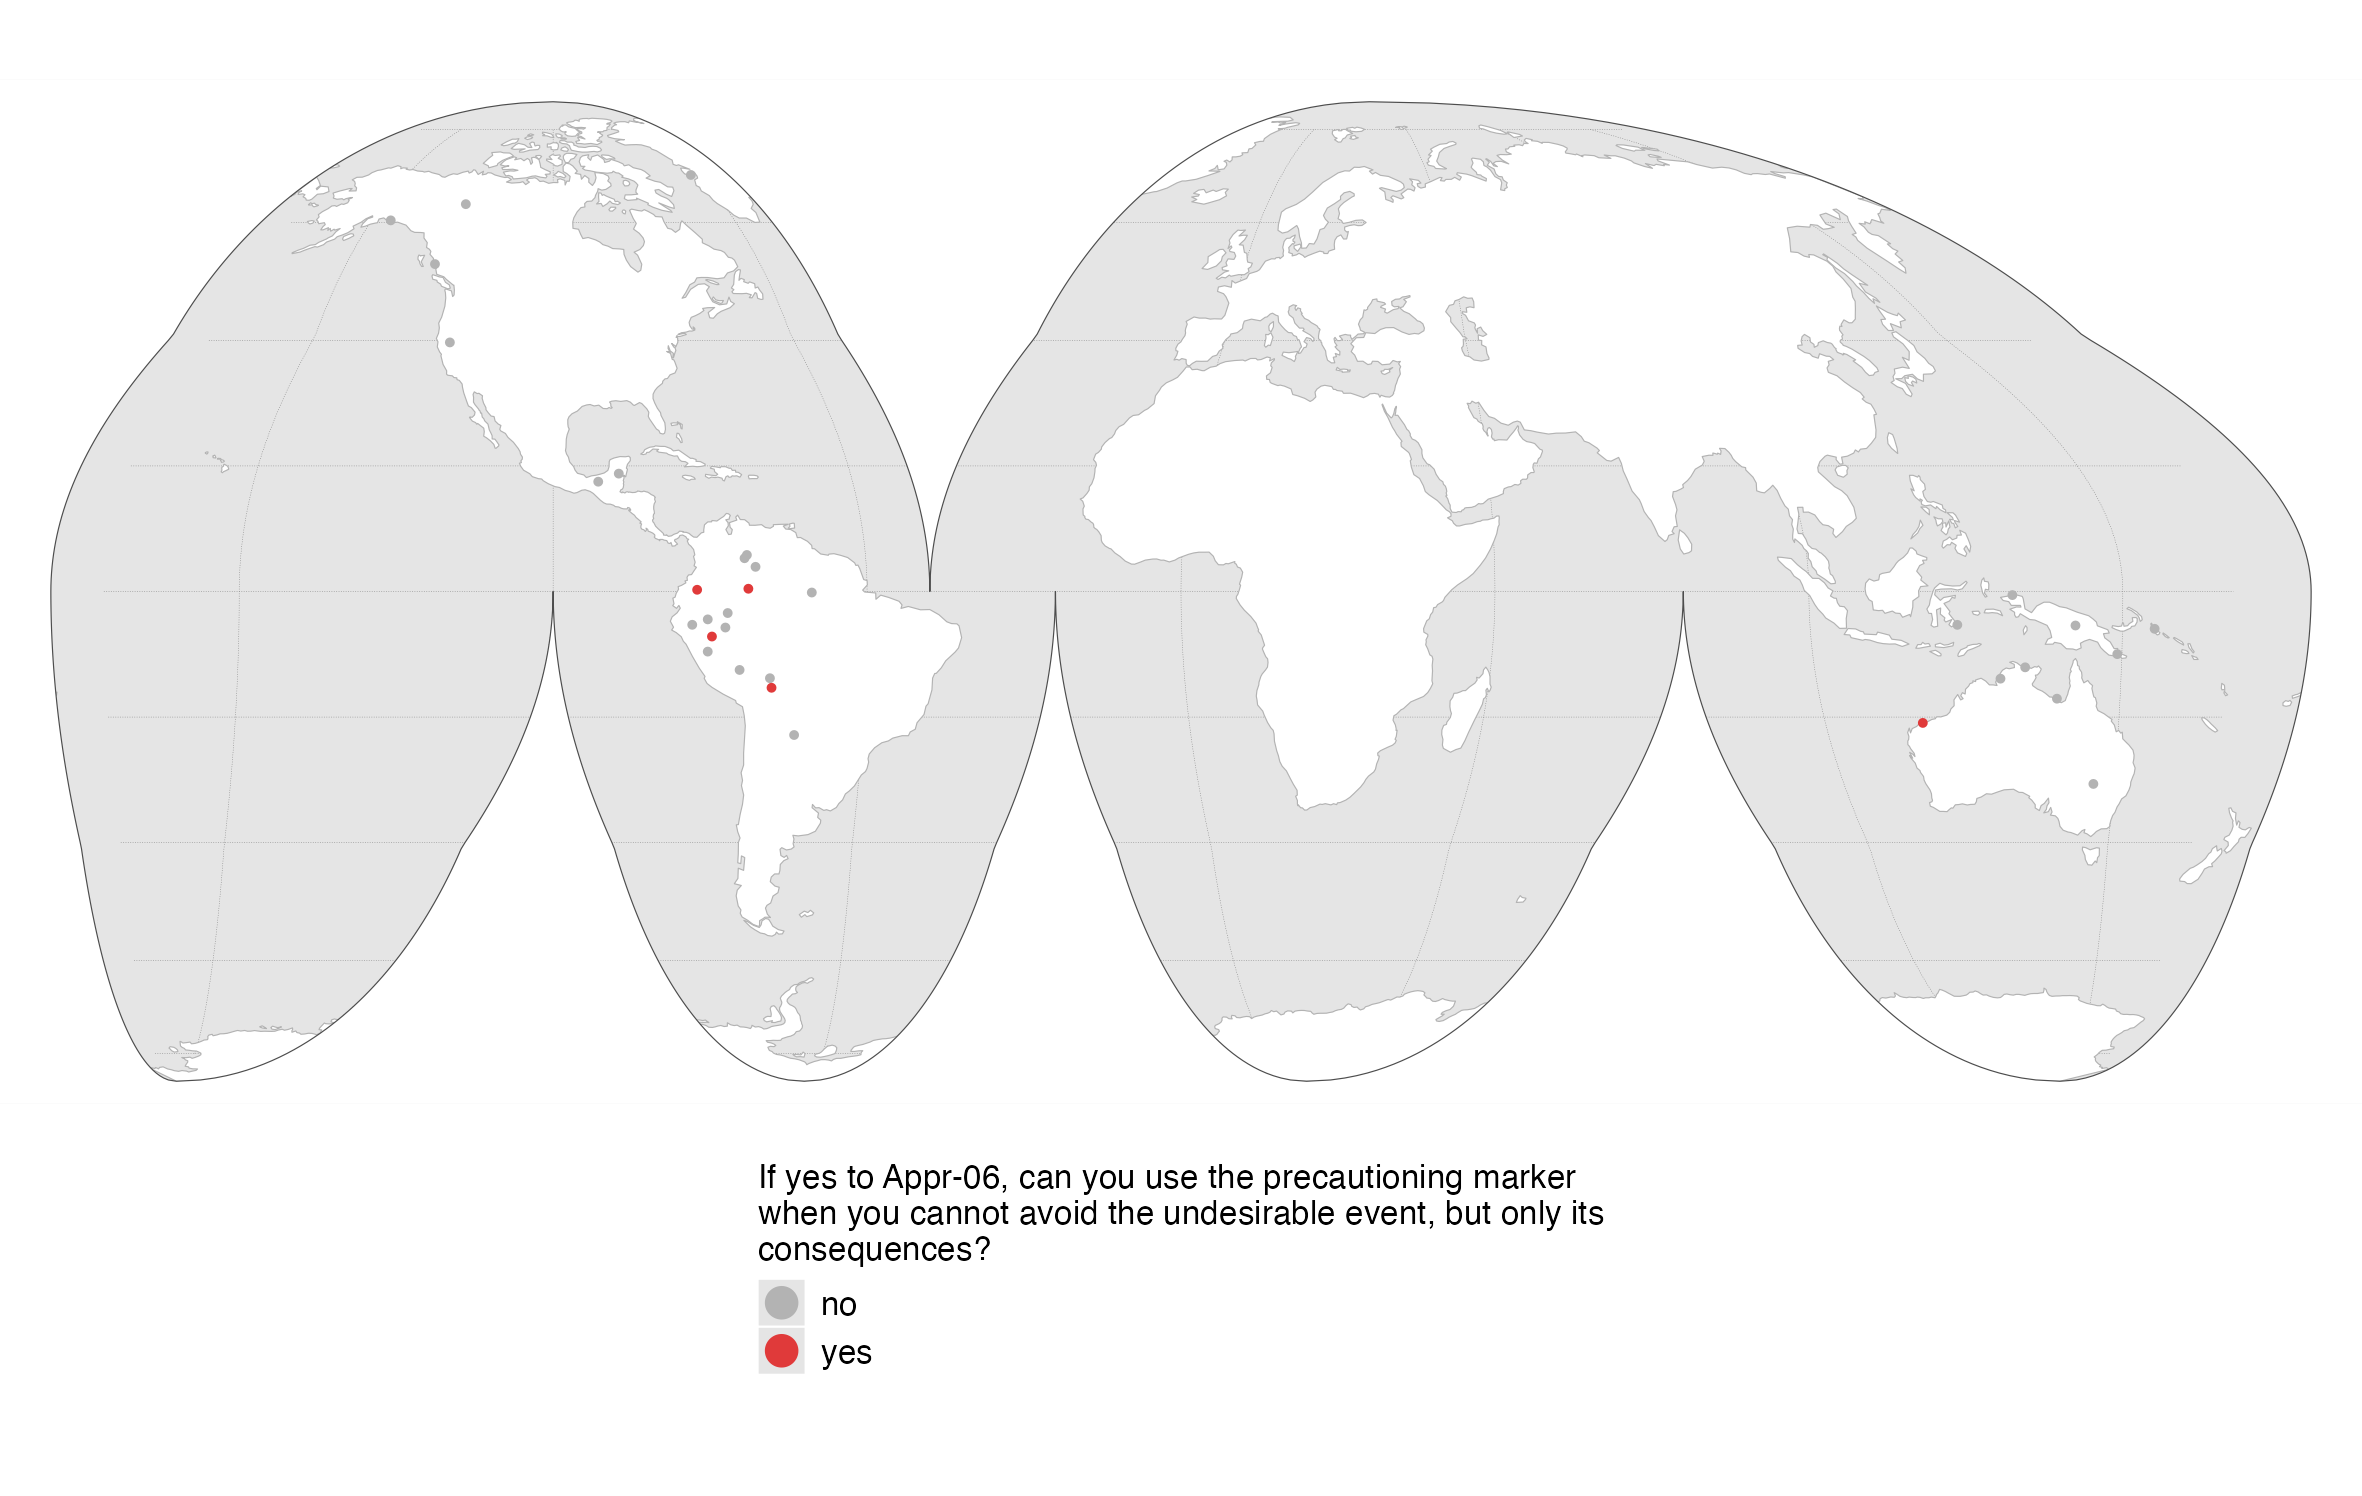 If yes to Appr-06, can you use the precautioning marker
when you cannot avoid the undesirable event, but only its
consequences?
no
yes